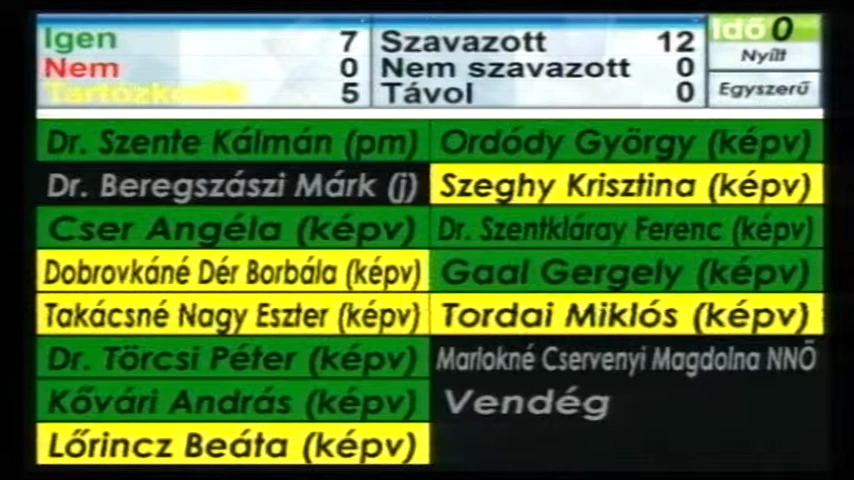 Igen 7 Szavazott 12 Idő 0
Nem 0 Nem szavazott 0 Nyílt
Tartózkodik 5 Távol 0 Egyszerű
Dr. Szente Kálmán (pm) Ordódy György (képv)
Dr. Beregszászi Márk (j) Szeghy Krisztina (képv)
Cser Angéla (képv) Dr. Szentkláray Ferenc (képv)
Dobrovkáné Dér Borbála (képv) Gaal Gergely (képv)
Takácsné Nagy Eszter (képv) Tordai Miklós (képv)
Dr. Törcsi Péter (képv) Marlokné Cservenyi Magdolna NNÖ
Kővári András (képv) Vendég
Lőrincz Beáta (képv)